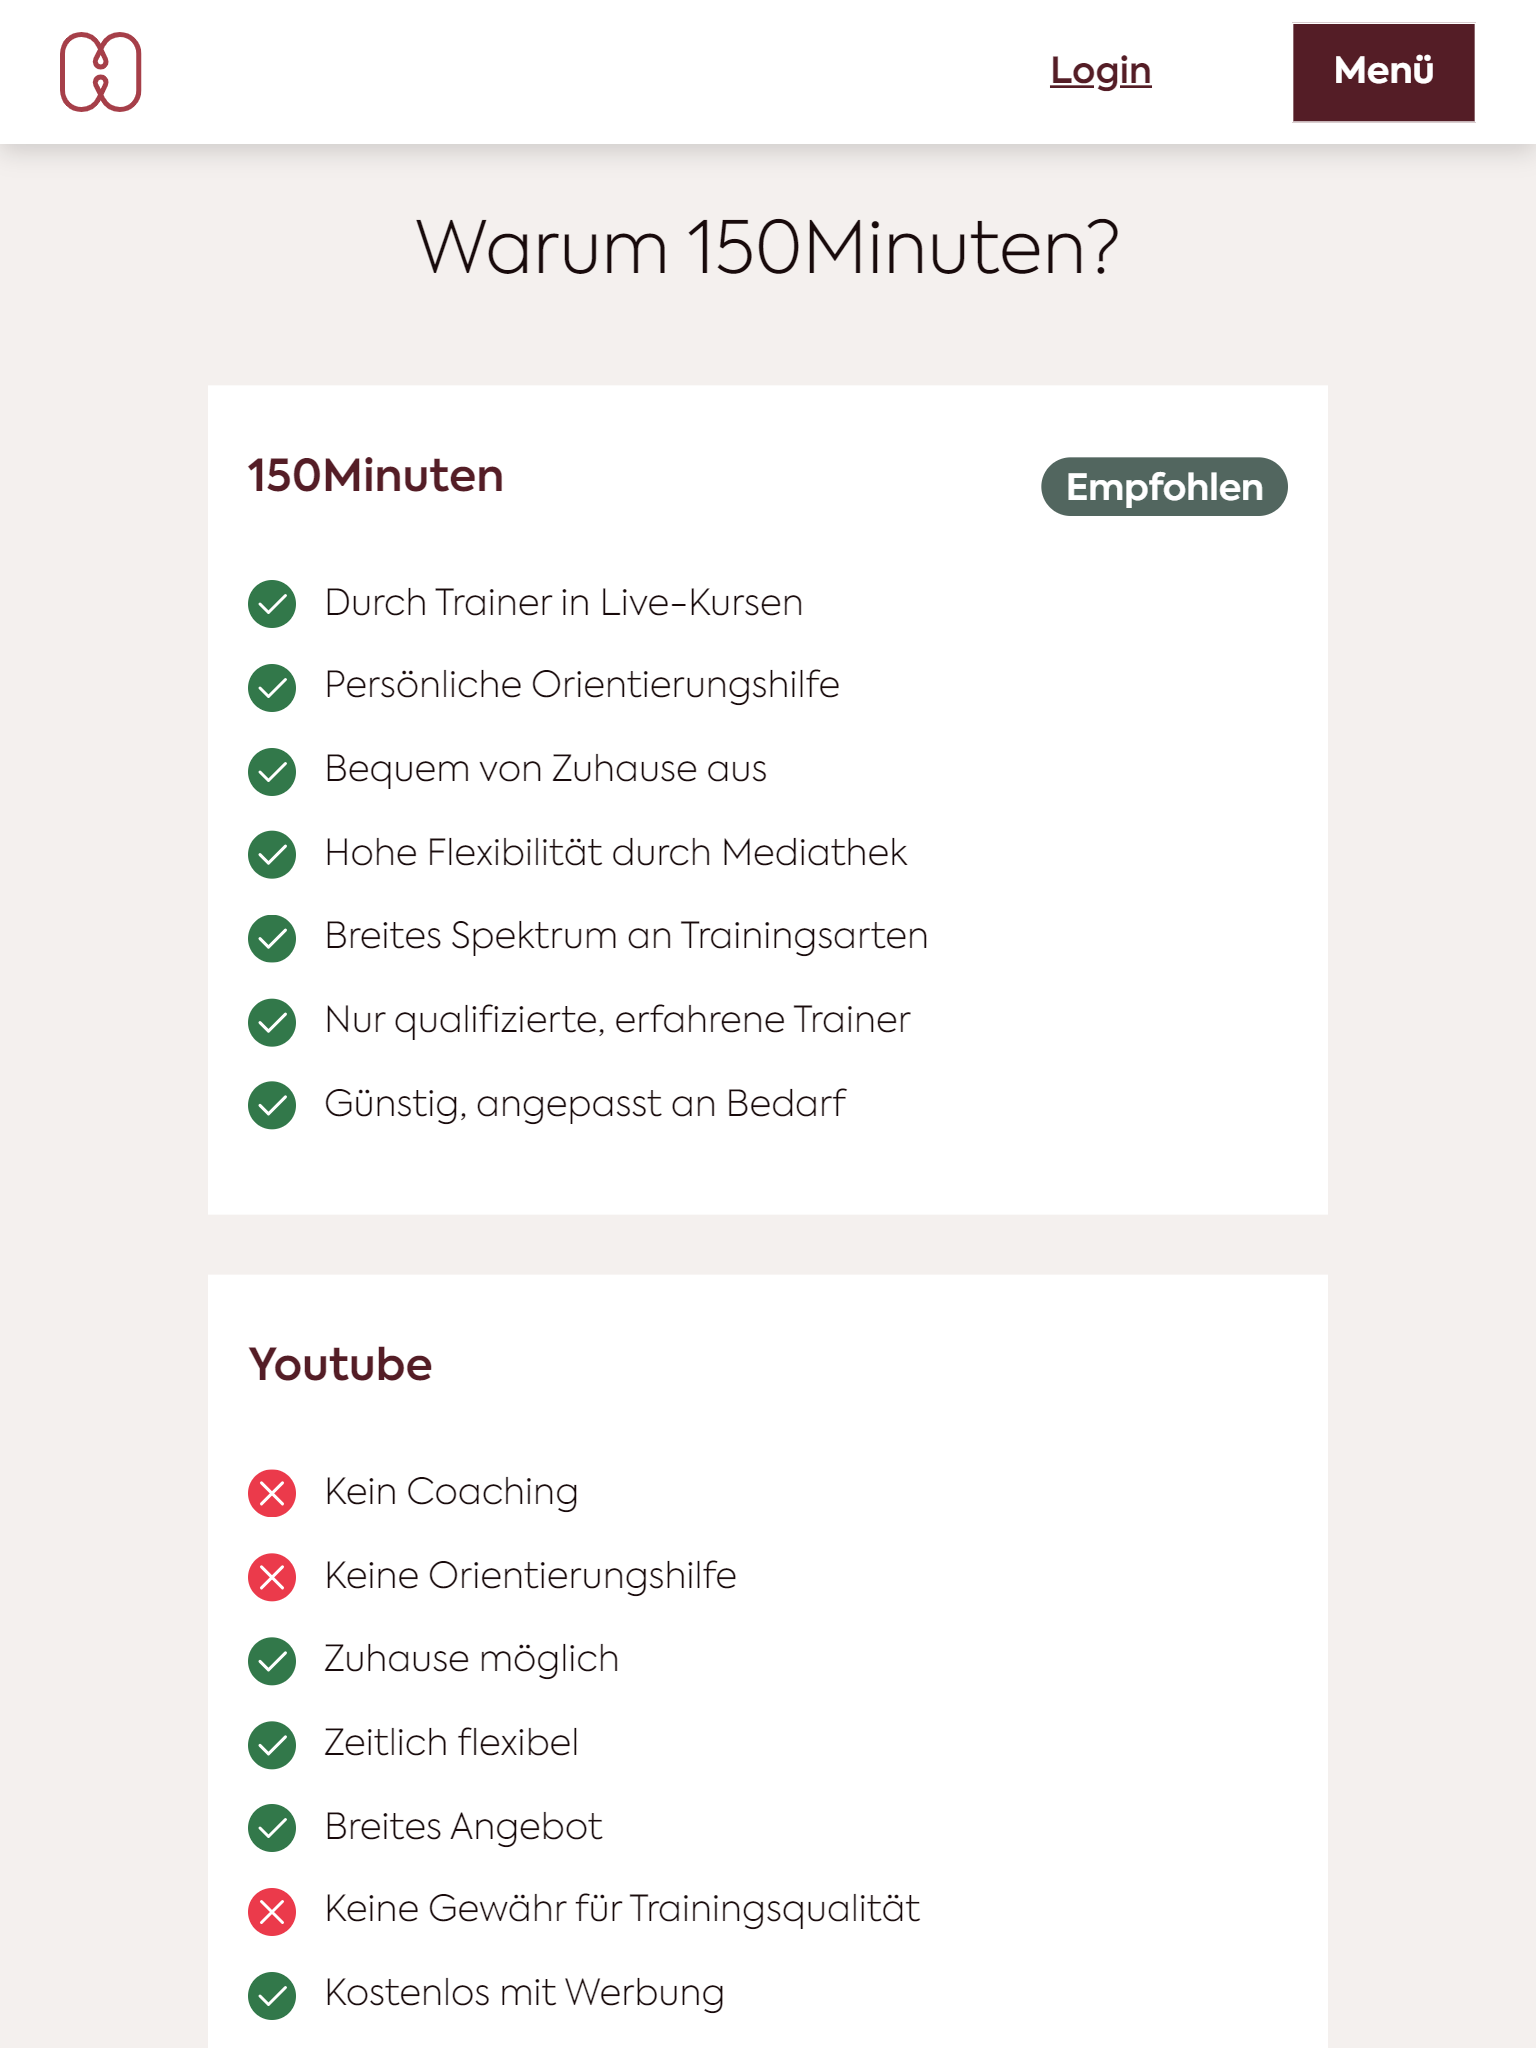 Login
Menü
Warum 150Minuten?
150Minuten
Empfohlen
Durch Trainer in Live-Kursen
Persönliche Orientierungshilfe
Bequem von Zuhause aus
Hohe Flexibilität durch Mediathek
Breites Spektrum an Trainingsarten
Nur qualifizierte, erfahrene Trainer
Günstig, angepasst an Bedarf
Youtube
Kein Coaching
Keine Orientierungshilfe
Zuhause möglich
Zeitlich flexibel
Breites Angebot
Keine Gewähr für Trainingsqualität
Kostenlos mit Werbung